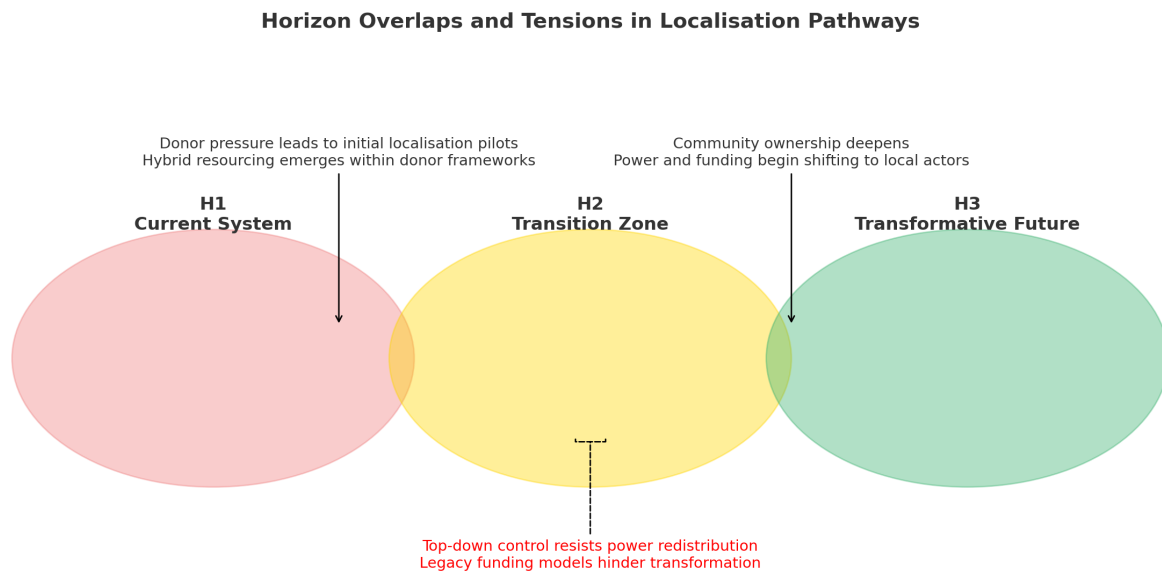 Horizon Overlaps and Tensions in Localisation Pathways
Donor pressure leads to initial localisation pilots
Hybrid resourcing emerges within donor frameworks
Community ownership deepens
Power and funding begin shifting to local actors
H1
Current System
H2
Transition Zone
H3
Transformative Future
Top-down control resists power redistribution
Legacy funding models hinder transformation